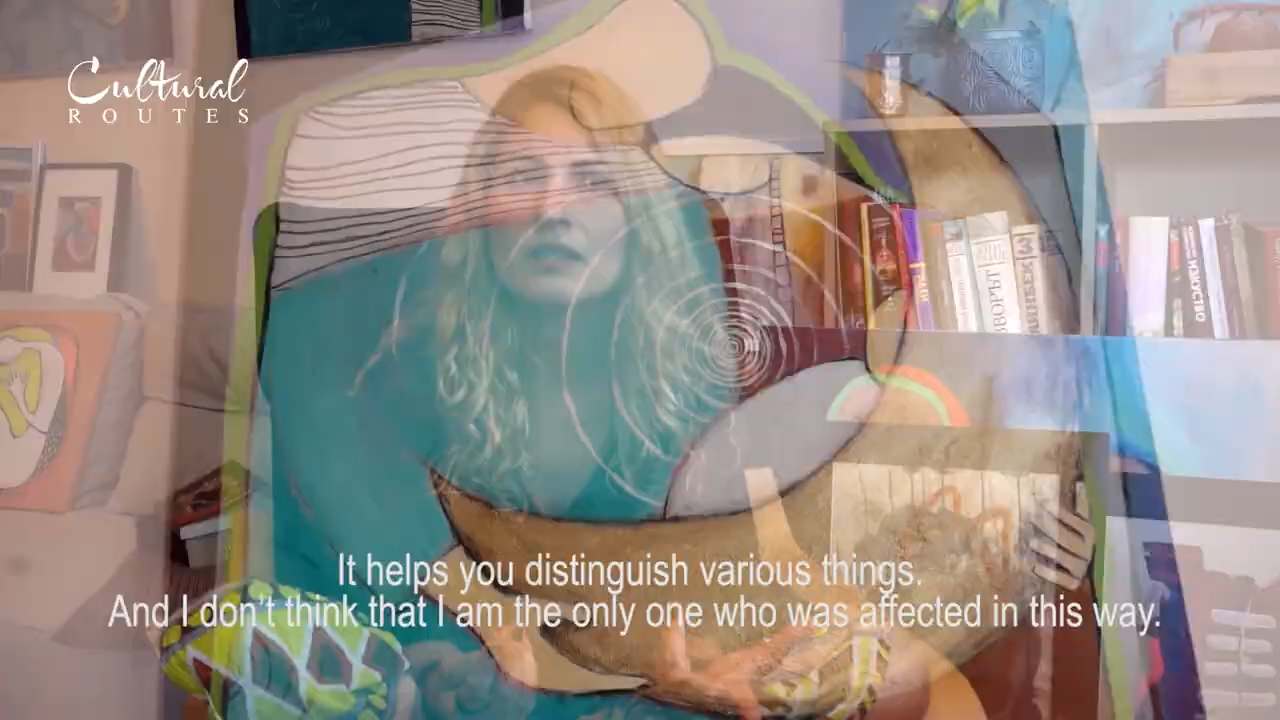 Cultural
ROUTES
ИЗКУСТВО
It helps you distinguish various things.
And I don't think that I am the only one who was affected in this way.